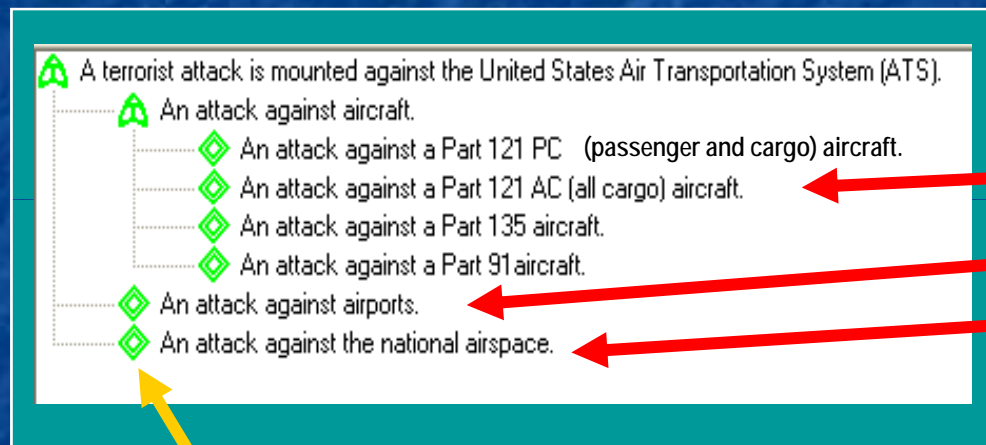 A terrorist attack is mounted against the United States Air Transportation System (ATS).
An attack against aircraft.
An attack against a Part 121 PC (passenger and cargo) aircraft.
An attack against a Part 121 AC (all cargo) aircraft.
An attack against a Part 135 aircraft.
An attack against a Part 91aircraft.
An attack against airports.
An attack against the national airspace.